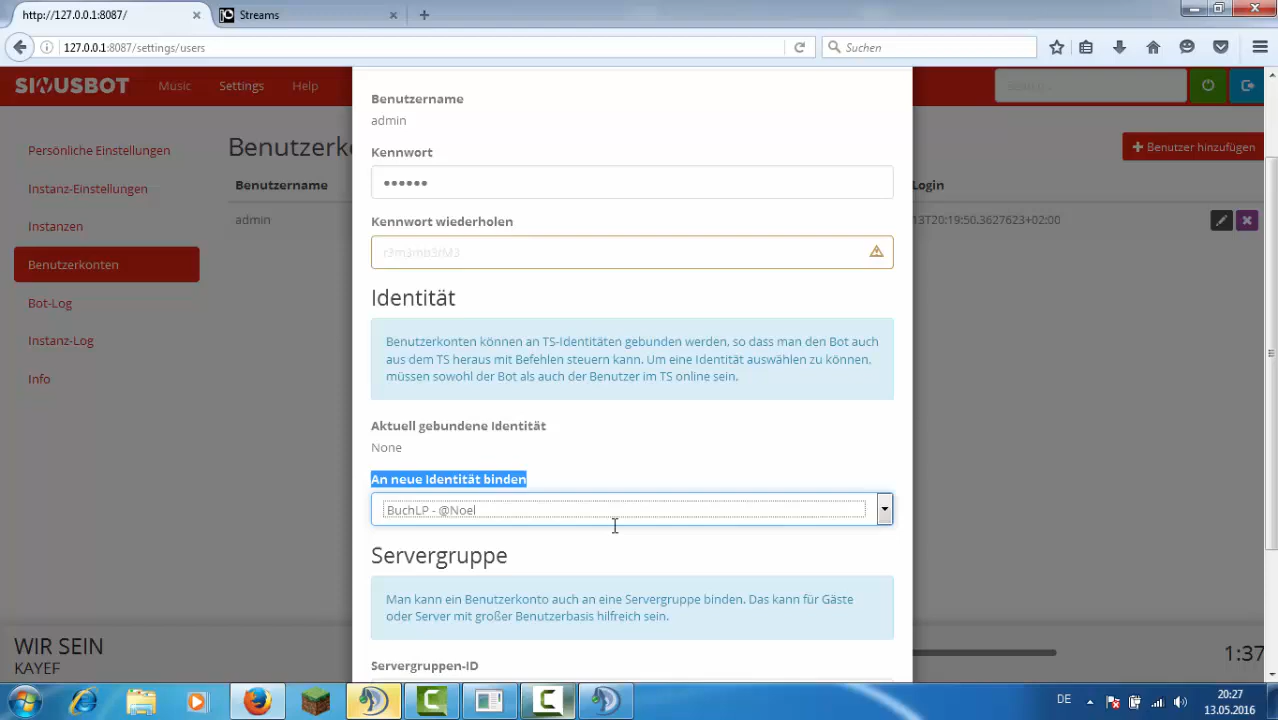 http://127.0.0.1:8087/
Streams
127.0.0.1:8087/settings/users
Suchen
SINUSBOT
Music
Settings
Help
Benutzername
admin
Kennwort
••••••
Kennwort wiederholen
Identität
Benutzerkonten können an TS-Identitäten gebunden werden, so dass man den Bot auch
aus dem TS heraus mit Befehlen steuern kann. Um eine Identität auswählen zu können,
müssen sowohl der Bot als auch der Benutzer im TS online sein.
Aktuell gebundene Identität
None
An neue Identität binden
BuchLP - @Noel
Servergruppe
Man kann ein Benutzerkonto auch an eine Servergruppe binden. Das kann für Gäste
oder Server mit großer Benutzerbasis hilfreich sein.
Servergruppen-ID
Persönliche Einstellungen
Instanz-Einstellungen
Instanzen
Benutzerkonten
Bot-Log
Instanz-Log
Info
Benutzerk
Benutzer hinzufügen
Benutzername
Login
admin
13T20:19:50.3627623+02:00
WIR SEIN
KAYEF
1:37
DE
20:27
13.05.2016